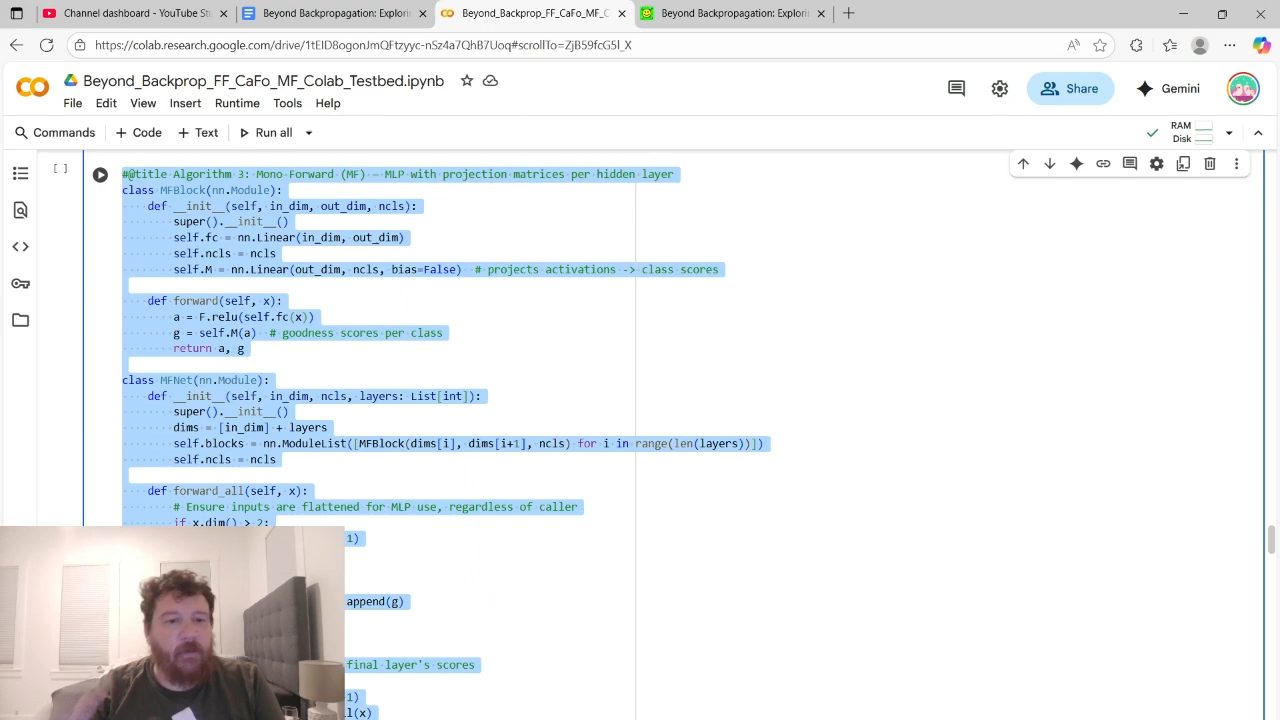 Channel dashboard - YouTube St
Beyond Backpropagation: Explorin
Beyond_Backprop_FF_CaFo_MF_C
Beyond Backpropagation: Explorin
https://colab.research.google.com/drive/1tEID8ogonJmQFtzyyc-nSz4a7QhB7Uoq#scrollTo=ZjB59fcG5l_X
Beyond_Backprop_FF_CaFo_MF_Colab_Testbed.ipynb
Share
Gemini
File Edit View Insert Runtime Tools Help
Commands + Code + Text Run all
RAM
Disk
[ ]
#@title Algorithm 3: Mono-Forward (MF) — MLP with projection matrices per hidden layer
class MFBlock(nn.Module):
    def __init__(self, in_dim, out_dim, ncls):
        super().__init__()
        self.fc = nn.Linear(in_dim, out_dim)
        self.ncls = ncls
        self.M = nn.Linear(out_dim, ncls, bias=False)  # projects activations -> class scores
    def forward(self, x):
        a = F.relu(self.fc(x))
        g = self.M(a)  # goodness scores per class
        return a, g
class MFNet(nn.Module):
    def __init__(self, in_dim, ncls, layers: List[int]):
        super().__init__()
        dims = [in_dim] + layers
        self.blocks = nn.ModuleList([MFBlock(dims[i], dims[i+1], ncls) for i in range(len(layers))])
        self.ncls = ncls
    def forward_all(self, x):
        # Ensure inputs are flattened for MLP use, regardless of caller
        if x.dim() > 2:
1)
append(g)
final layer's scores
1)
l(x)